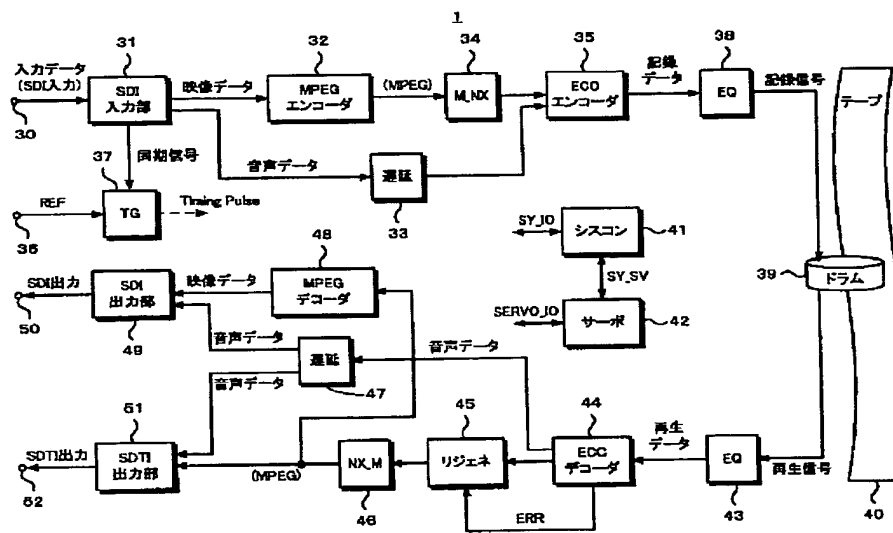 1
31
32
34
35
38
入力データ
(SDI入力)
SDI
入力部
映像データ
MPEG
エンコーダ
(MPEG)
M_NX
ECC
エンコーダ
記録
データ
EQ
記録信号
テープ
30
同期信号
音声データ
遅延
33
37
REF
TG
Timing Pulse
36
SY_IO
シスコン
41
SY_SV
39
ドラム
48
SDI出力
SDI
出力部
映像データ
MPEG
デコーダ
SERVO_IO
サーボ
42
50
49
音声データ
遅延
音声データ
音声データ
47
51
45
44
再生
データ
SDTI出力
SDTI
出力部
(MPEG)
NX_M
リジェネ
ECC
デコーダ
EQ
再生信号
52
46
ERR
43
40